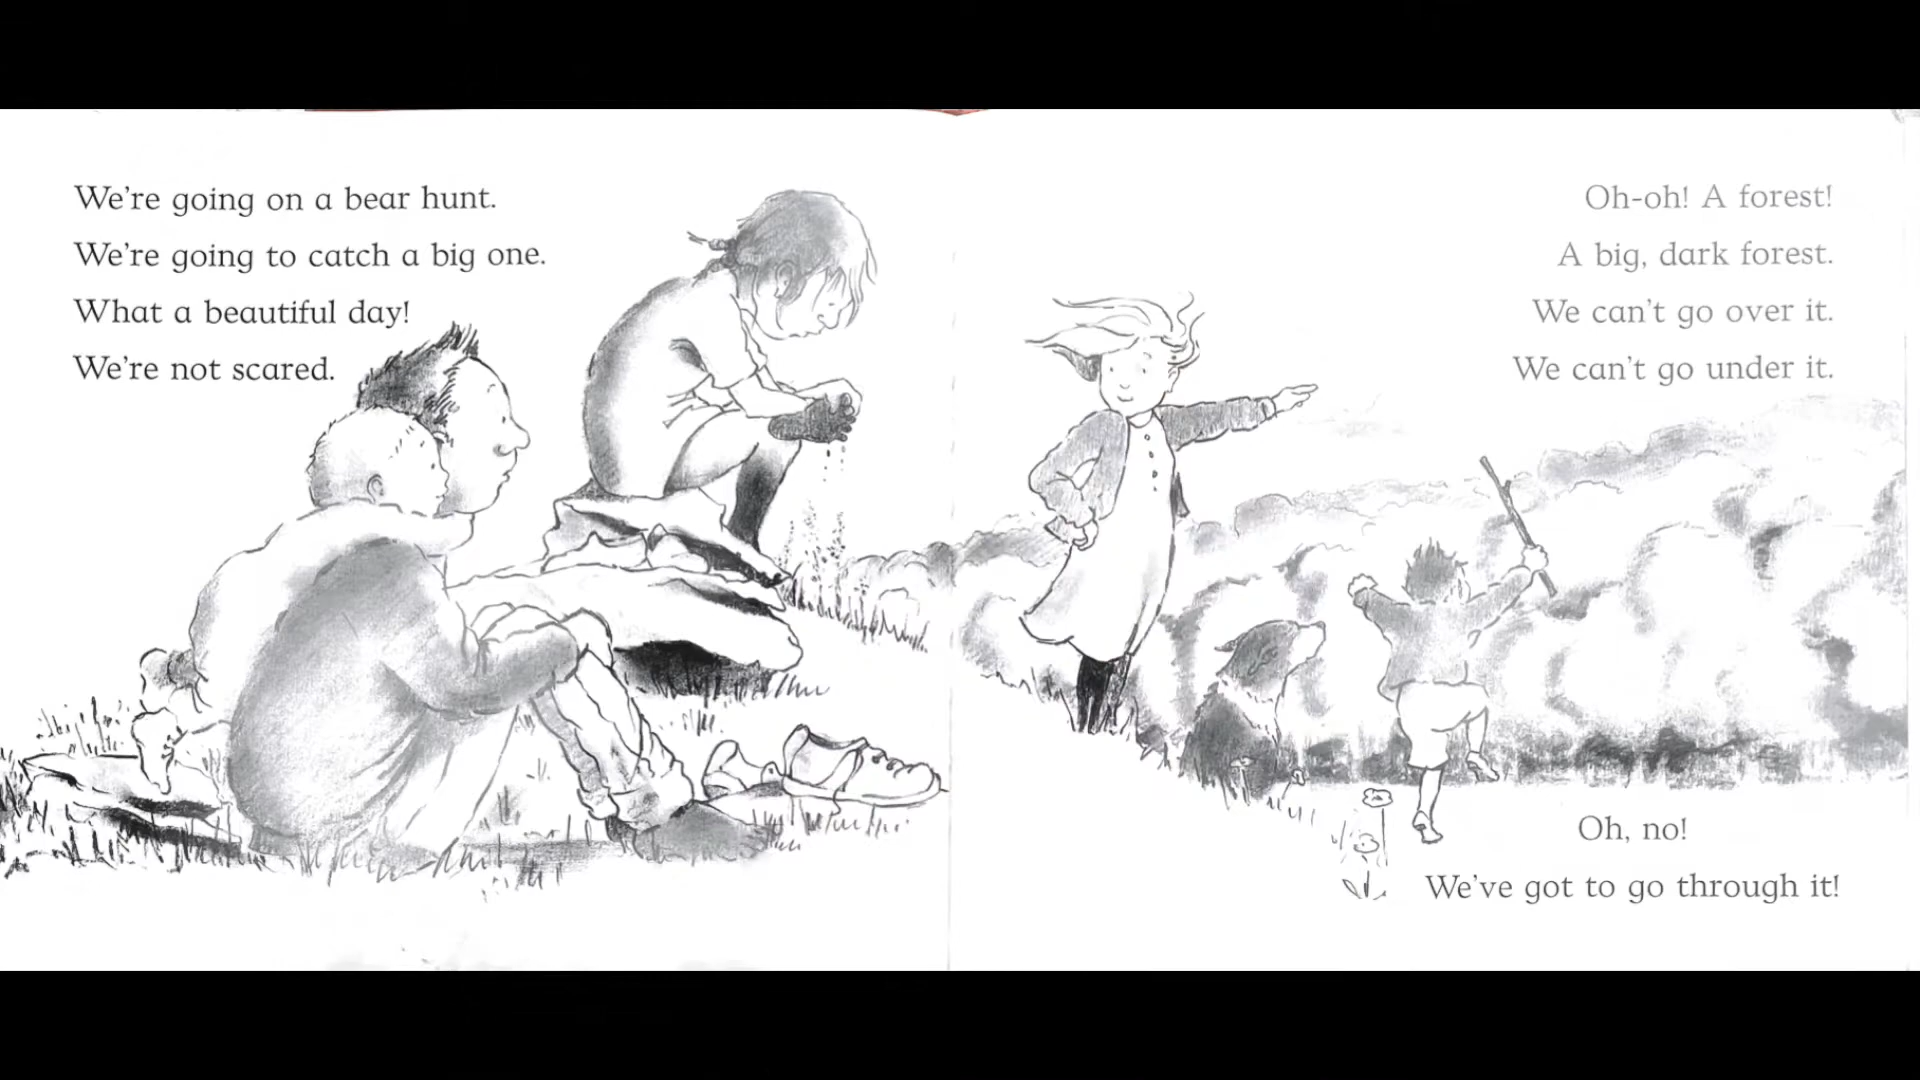 We're going on a bear hunt.
We're going to catch a big one.
What a beautiful day!
We're not scared.
Oh-oh! A forest!
A big, dark forest.
We can't go over it.
We can't go under it.
Oh, no!
We've got to go through it!